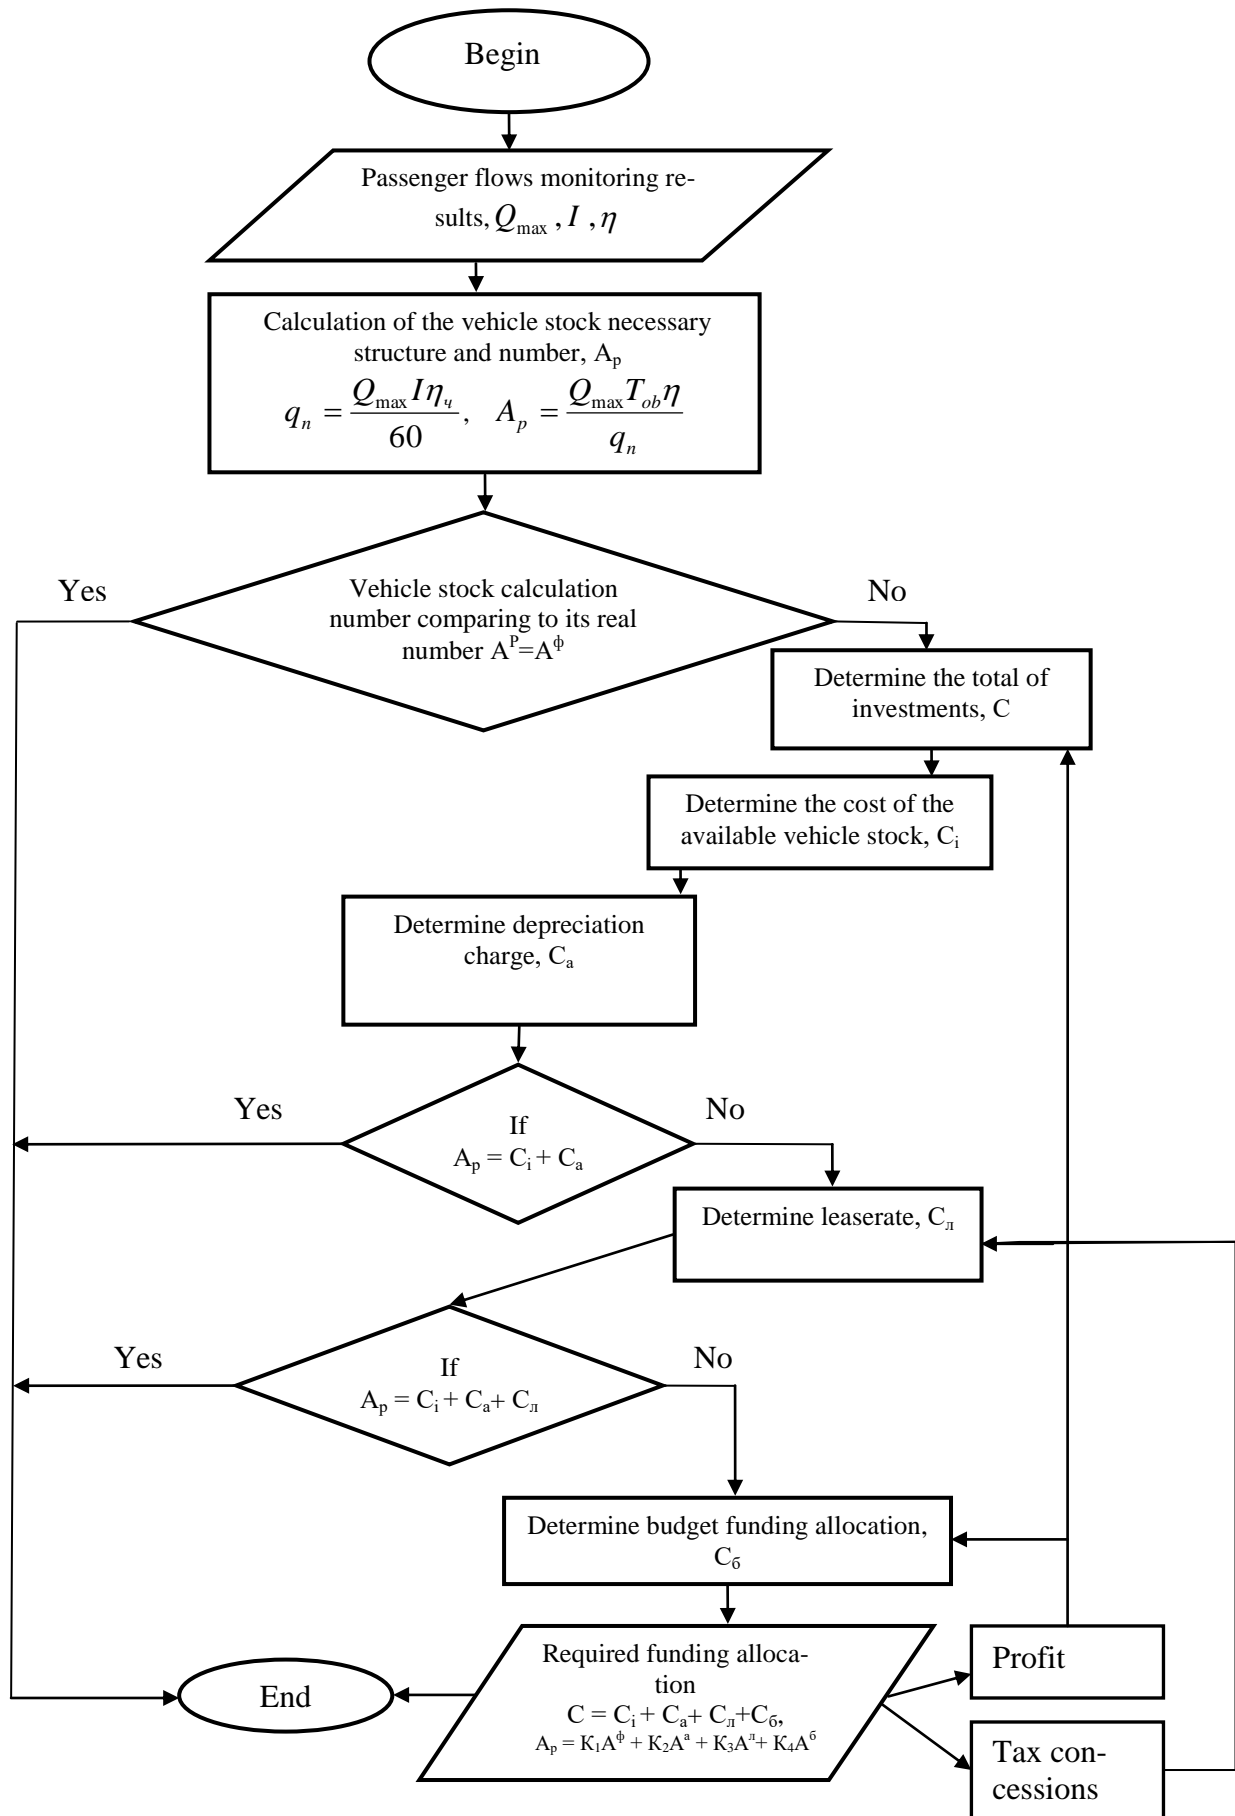 Begin
Passenger flows monitoring re-
sults, Q_max , I , η
Calculation of the vehicle stock necessary
structure and number, A_p
q_n = Q_max I η_ч / 60 , A_p = Q_max T_ob η / q_n
Yes
No
Vehicle stock calculation
number comparing to its real
number A^P=A^ф
Determine the total of
investments, C
Determine the cost of the
available vehicle stock, C_i
Determine depreciation
charge, C_a
Yes
No
If
A_p = C_i + C_a
Determine leaserate, C_л
Yes
No
If
A_p = C_i + C_a+ C_л
Determine budget funding allocation,
C_б
Required funding alloca-
tion
C = C_i + C_a+ C_л+C_б,
A_p = K_1A^ф + K_2A^a + K_3A^л+ K_4A^б
Profit
End
Tax con-
cessions